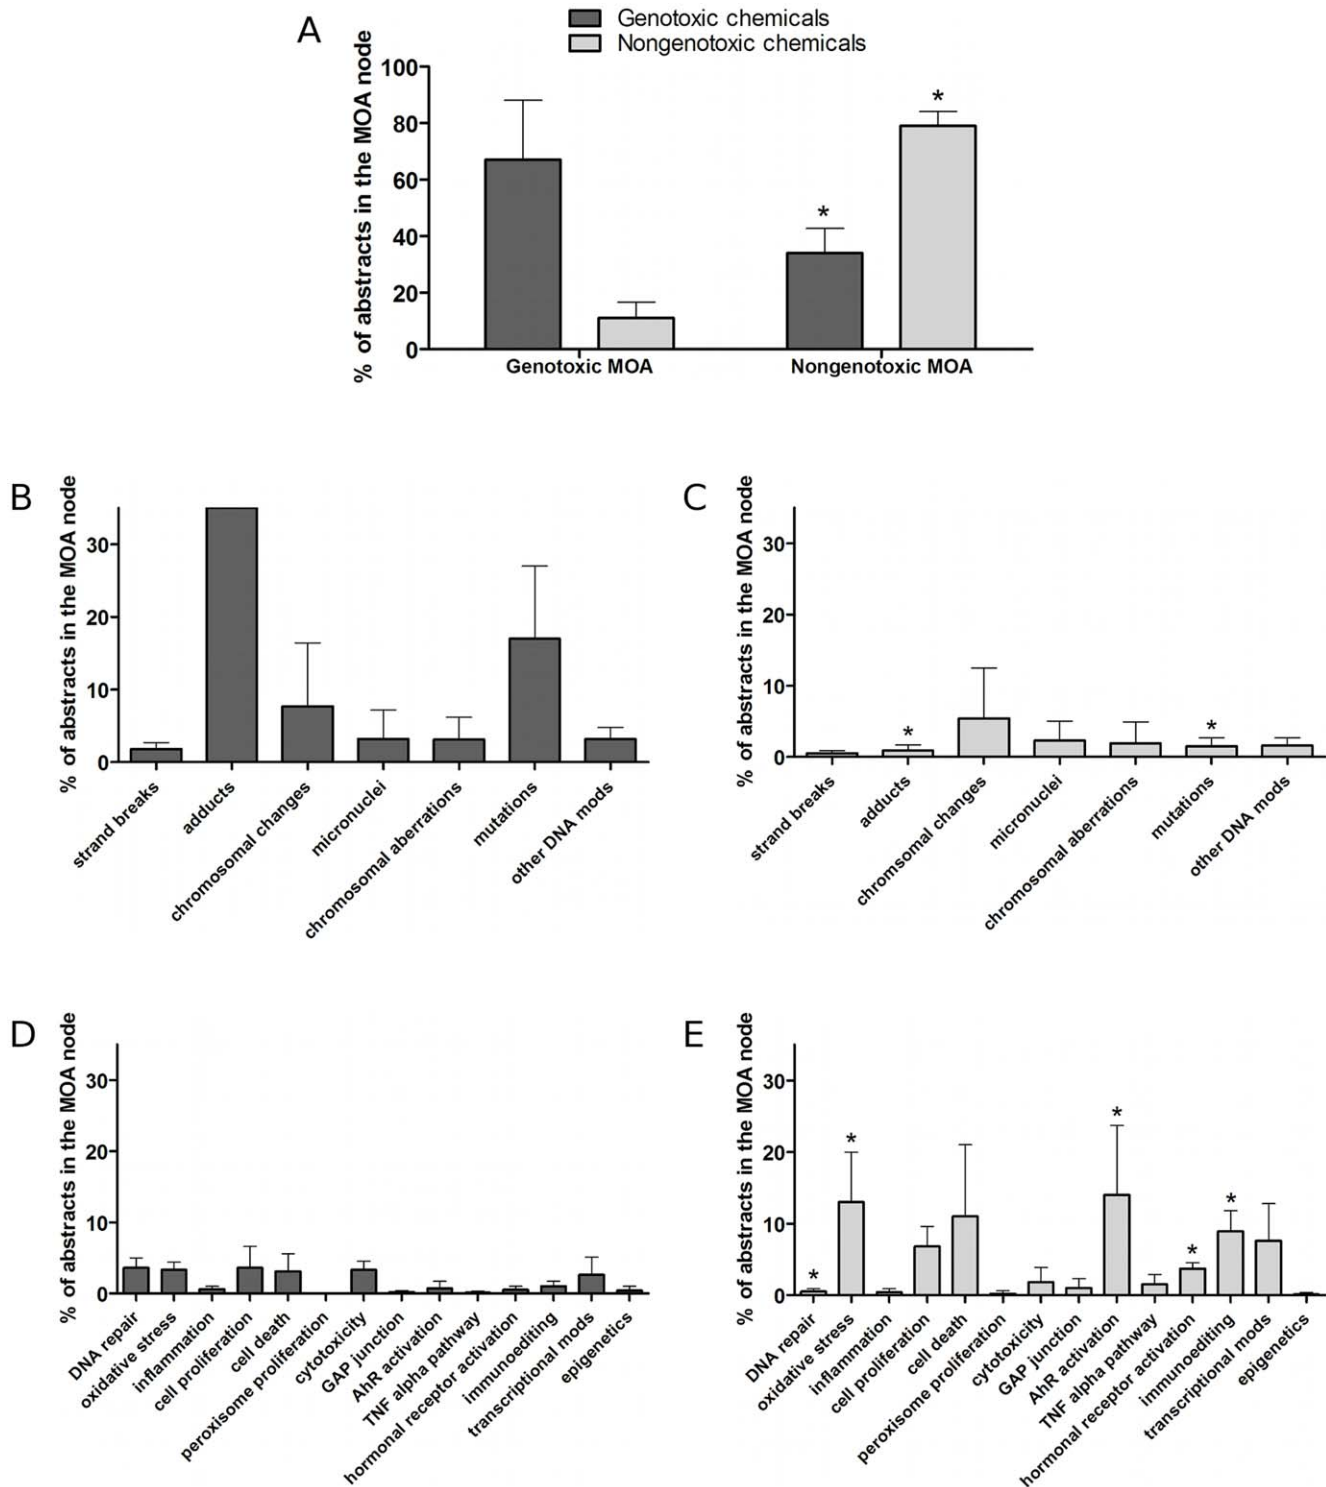 A
Genotoxic chemicals
Nongenotoxic chemicals
% of abstracts in the MOA node
100
80
60
40
20
0
*
*
Genotoxic MOA
Nongenotoxic MOA
B
% of abstracts in the MOA node
30
20
10
0
strand breaks
adducts
chromosomal changes
micronuclei
chromosomal aberrations
mutations
other DNA mods
C
% of abstracts in the MOA node
30
20
10
0
*
*
strand breaks
adducts
chromsomal changes
micronuclei
chromosomal aberrations
mutations
other DNA mods
D
% of abstracts in the MOA node
30
20
10
0
DNA repair
oxidative stress
inflammation
cell proliferation
cell death
peroxisome proliferation
cytotoxicity
GAP junction
AhR activation
TNF alpha pathway
hormonal receptor activation
immunoediting
transcriptional mods
epigenetics
E
% of abstracts in the MOA node
30
20
10
0
*
*
*
*
*
DNA repair
oxidative stress
inflammation
cell proliferation
cell death
peroxisome proliferation
cytotoxicity
GAP junction
AhR activation
TNF alpha pathway
hormonal receptor activation
immunoediting
transcriptional mods
epigenetics